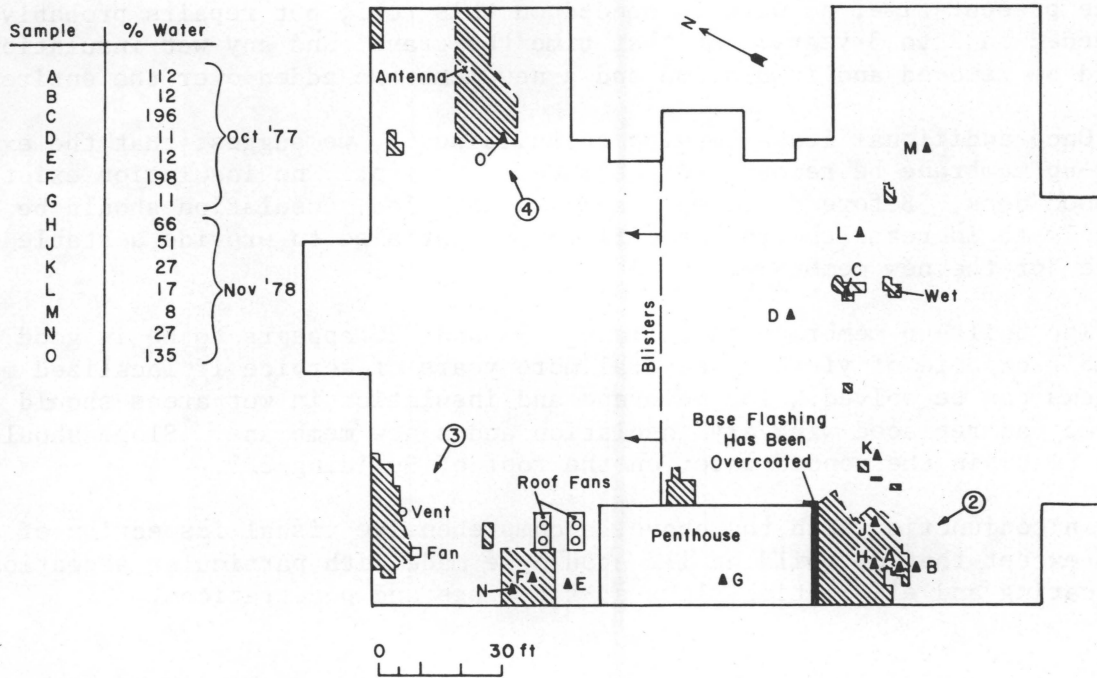 Sample % Water
A 112
B 12
C 196
D 11
E 12
F 198
G 11
Oct '77
H 66
J 51
K 27
L 17
M 8
N 27
O 135
Nov '78
Antenna
O
4
N
M
L
C
Wet
D
Blisters
Base Flashing
Has Been
Overcoated
K
3
Roof Fans
Vent
Fan
2
J
Penthouse
H A B
F E G
N
0 30 ft